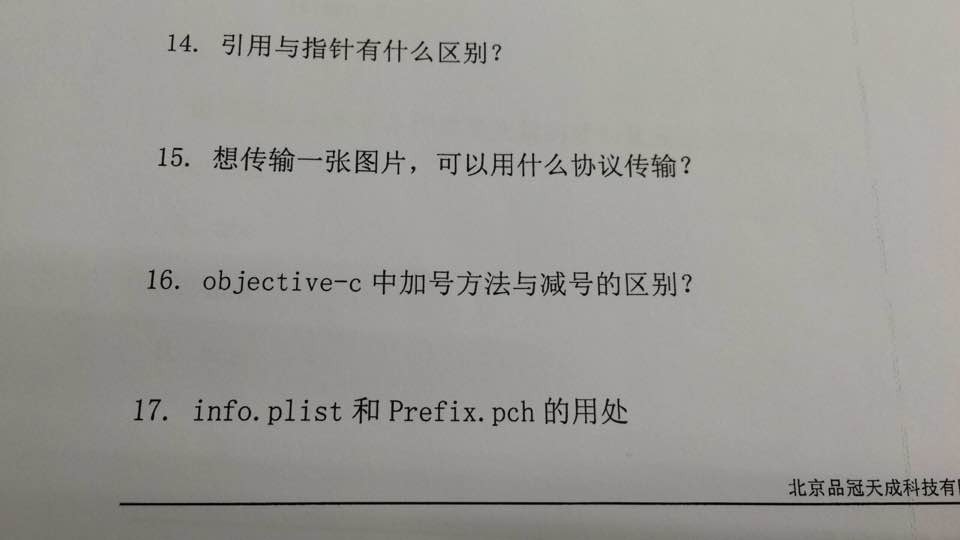 14. 引用与指针有什么区别?
15. 想传输一张图片，可以用什么协议传输?
16. objective-c 中加号方法与减号的区别?
17. info.plist 和 Prefix.pch 的用处
北京品冠天成科技有